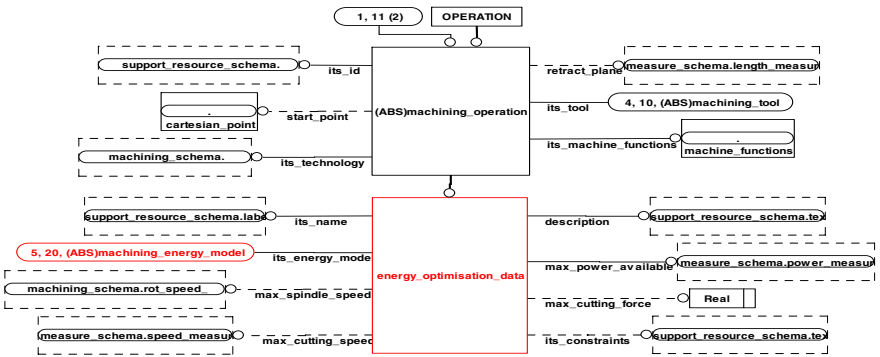 1, 11 (2)
OPERATION
support_resource_schema.
its_id
retract_plane
measure_schema.length_measur
(ABS)machining_operation
.
cartesian_point
start_point
its_tool
4, 10, (ABS)machining_tool
machining_schema.
its_technology
its_machine_functions
.
machine_functions
support_resource_schema.labe
its_name
description
support_resource_schema.tex
5, 20, (ABS)machining_energy_model
its_energy_mode
energy_optimisation_data
max_power_available
measure_schema.power_measur
machining_schema.rot_speed_
max_spindle_speed
max_cutting_force
Real
measure_schema.speed_measur
max_cutting_speed
its_constraints
support_resource_schema.tex